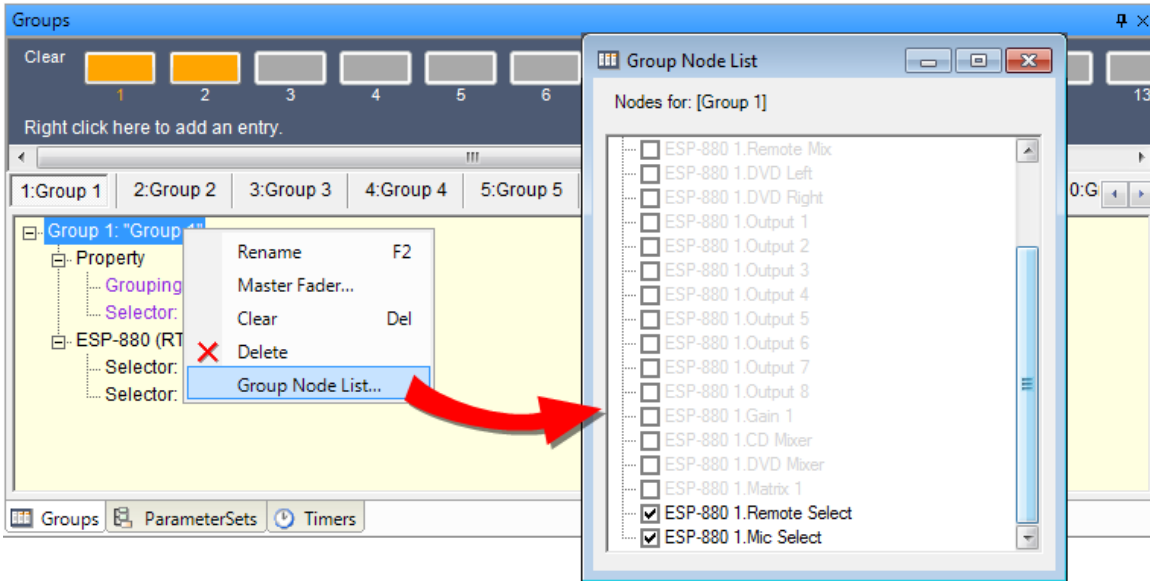 Groups
Clear
1 2 3 4 5 6 13
Right click here to add an entry.
1:Group 1 2:Group 2 3:Group 3 4:Group 4 5:Group 5 0:G
Group 1: "Group 1"
Property
Grouping
Selector:
ESP-880 (RT
Selector:
Selector:
Rename F2
Master Fader...
Clear Del
Delete
Group Node List...
Groups ParameterSets Timers
Group Node List
Nodes for: [Group 1]
ESP-880 1.Remote Mix
ESP-880 1.DVD Left
ESP-880 1.DVD Right
ESP-880 1.Output 1
ESP-880 1.Output 2
ESP-880 1.Output 3
ESP-880 1.Output 4
ESP-880 1.Output 5
ESP-880 1.Output 6
ESP-880 1.Output 7
ESP-880 1.Output 8
ESP-880 1.Gain 1
ESP-880 1.CD Mixer
ESP-880 1.DVD Mixer
ESP-880 1.Matrix 1
ESP-880 1.Remote Select
ESP-880 1.Mic Select